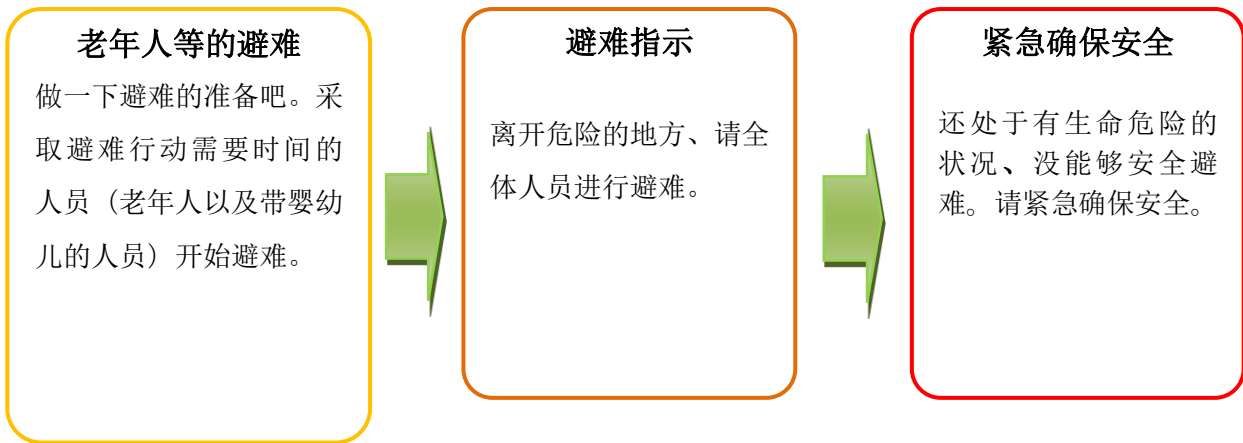 老年人等的避难
做一下避难的准备吧。采
取避难行动需要时间的
人员（老年人以及带婴幼
儿的人员）开始避难。
避难指示
离开危险的地方、请全
体人员进行避难。
紧急确保安全
还处于有生命危险的
状况、没能够安全避
难。请紧急确保安全。